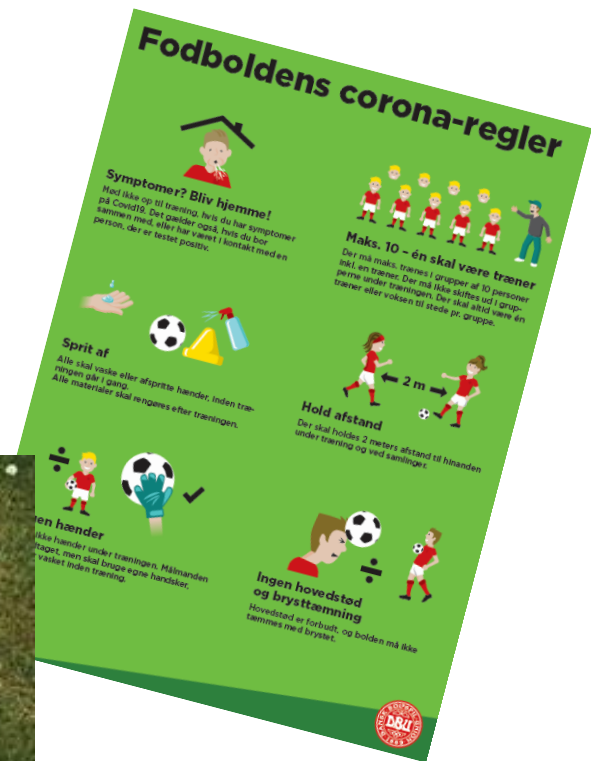 Fodboldens corona-regler
Symptomer? Bliv hjemme!
Mød ikke op til træning, hvis du har symptomer
på Covid19. Det gælder også, hvis du bor
sammen med, eller har været i kontakt med en
person, der er testet positiv.
Maks. 10 – én skal være træner
Der må maks. trænes i grupper af 10 personer
inkl. en træner. Der må ikke skiftes ud i grup-
perne under træningen. Der skal altid være én
træner eller voksen til stede pr. gruppe.
Sprit af
Alle skal vaske eller afspritte hænder, inden træ-
ningen går i gang.
Alle materialer skal rengøres efter træningen.
2 m
Hold afstand
Der skal holdes 2 meters afstand til hinanden
under træning og ved samlinger.
hænder
ikke hænder under træningen. Målmanden
men skal bruge egne handsker,
vasket inden træning.
Ingen hovedstød
og brysttæmning
Hovedstød er forbudt, og bolden må ikke
tæmmes med brystet.
DANSK BOLDSPIL UNION
DBU
1889